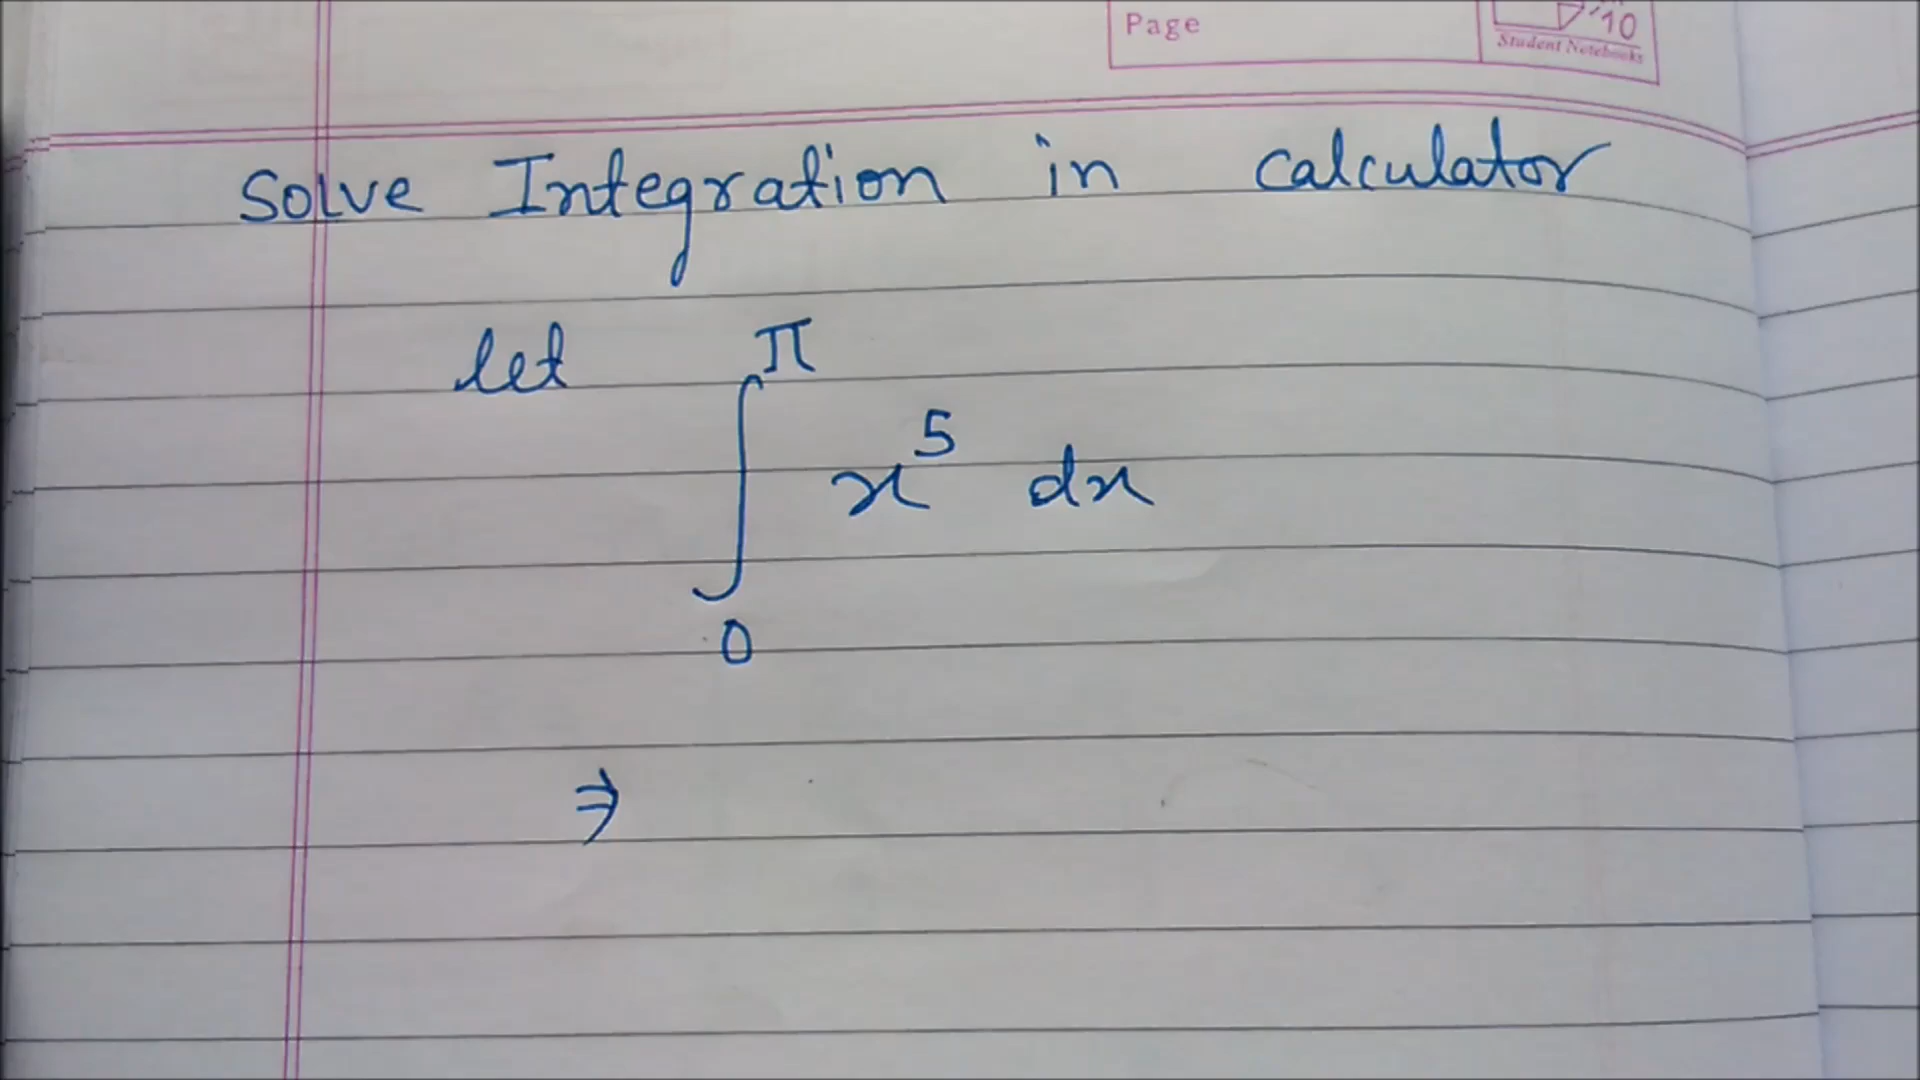 Page
10
Student Notebooks
Solve Integration in calculator
let ∫₀^π x⁵ dx
⇒